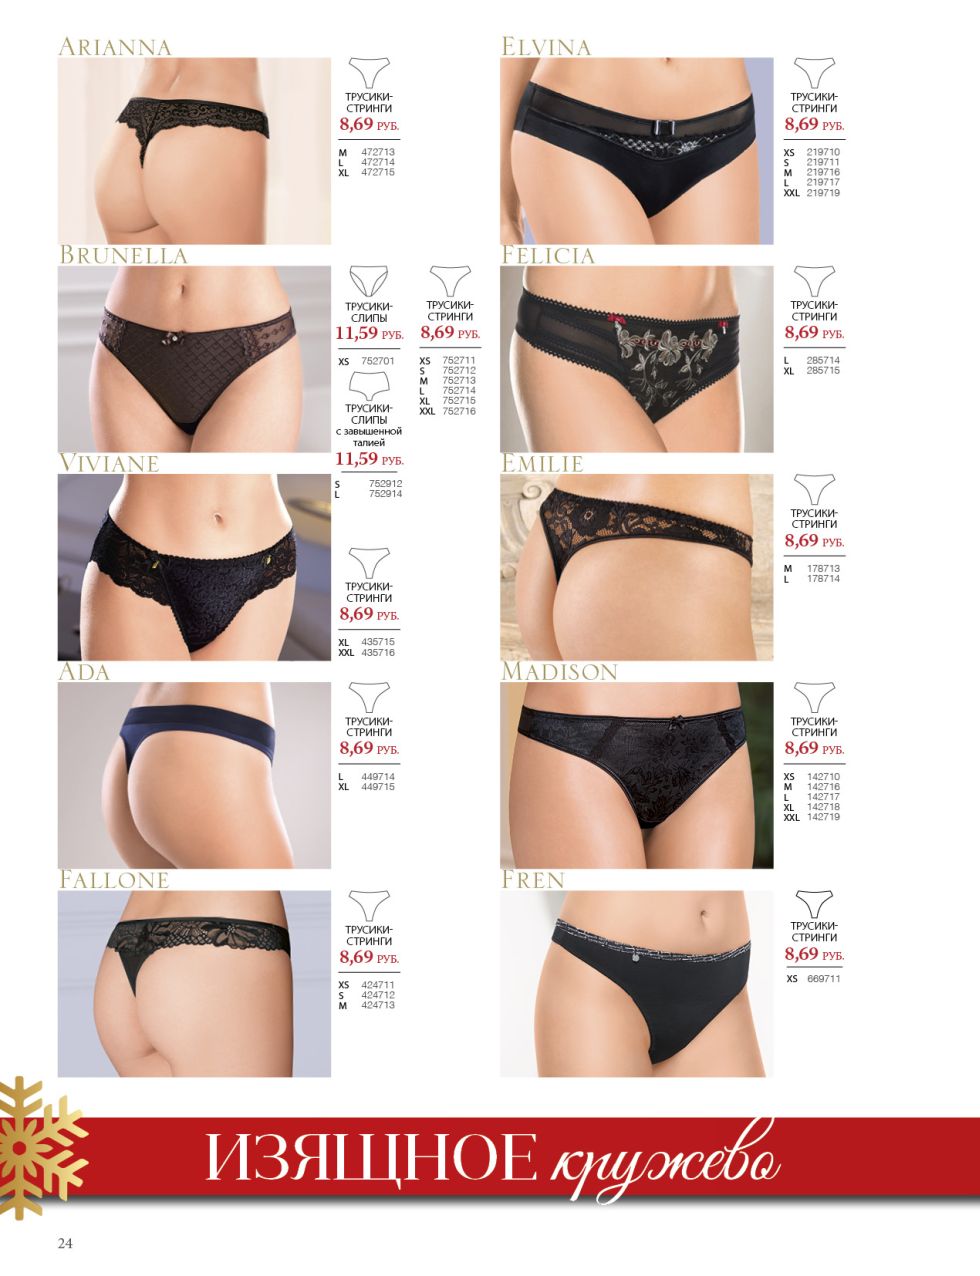 ARIANNA
ТРУСИКИ-
СТРИНГИ
8,69 РУБ.
M 472713
L 472714
XL 472715
ELVINA
ТРУСИКИ-
СТРИНГИ
8,69 РУБ.
XS 219710
S 219711
M 219716
L 219717
XXL 219719
BRUNELLA
ТРУСИКИ-
СЛИПЫ
11,59 РУБ.
XS 752701
ТРУСИКИ-
СЛИПЫ
с завышенной
талией
11,59 РУБ.
S 752912
L 752914
ТРУСИКИ-
СТРИНГИ
8,69 РУБ.
XS 752711
S 752712
M 752713
L 752714
XL 752715
XXL 752716
FELICIA
ТРУСИКИ-
СТРИНГИ
8,69 РУБ.
L 285714
XL 285715
VIVIANE
ТРУСИКИ-
СТРИНГИ
8,69 РУБ.
XL 435715
XXL 435716
EMILIE
ТРУСИКИ-
СТРИНГИ
8,69 РУБ.
M 178713
L 178714
ADA
ТРУСИКИ-
СТРИНГИ
8,69 РУБ.
L 449714
XL 449715
MADISON
ТРУСИКИ-
СТРИНГИ
8,69 РУБ.
XS 142710
M 142716
L 142717
XL 142718
XXL 142719
FALLONE
ТРУСИКИ-
СТРИНГИ
8,69 РУБ.
XS 424711
S 424712
M 424713
FREN
ТРУСИКИ-
СТРИНГИ
8,69 РУБ.
XS 669711
ИЗЯЩНОЕ кружево
24